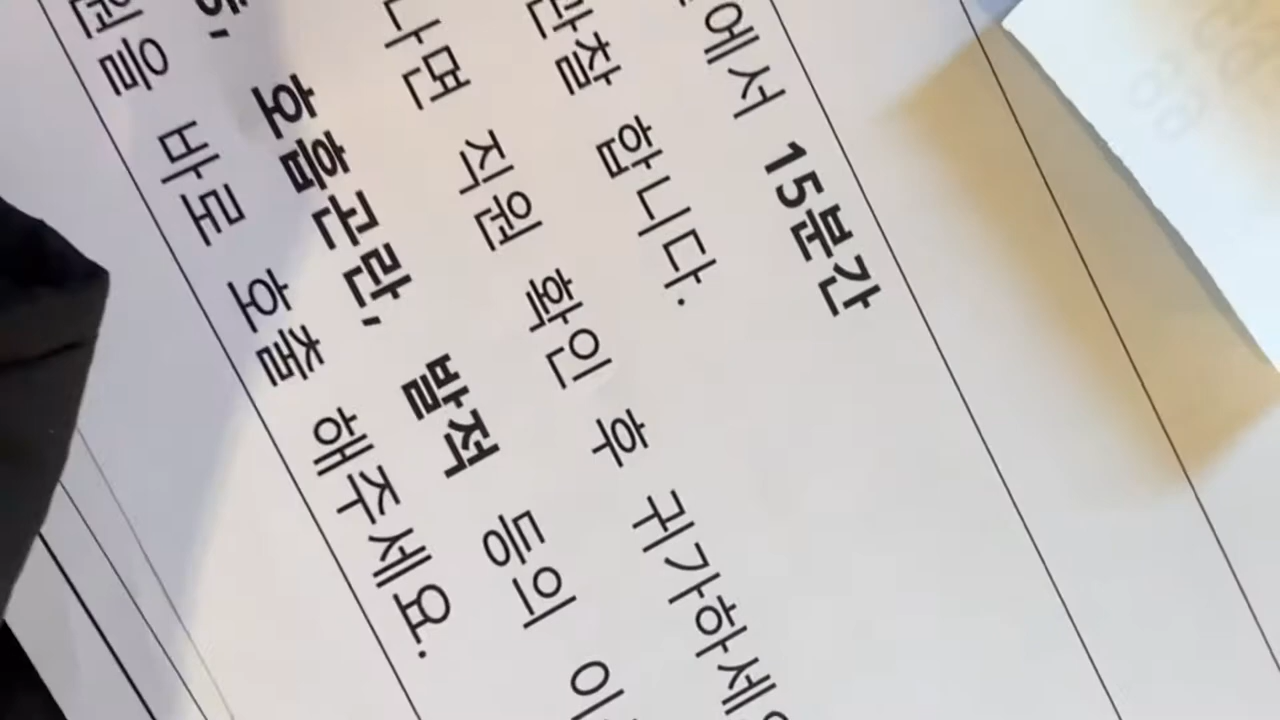 에서 15분간
관찰 합니다.
나면 직원 확인 후 귀가하세요
호흡곤란, 발적 등의 이
원을 바로 호출 해주세요.